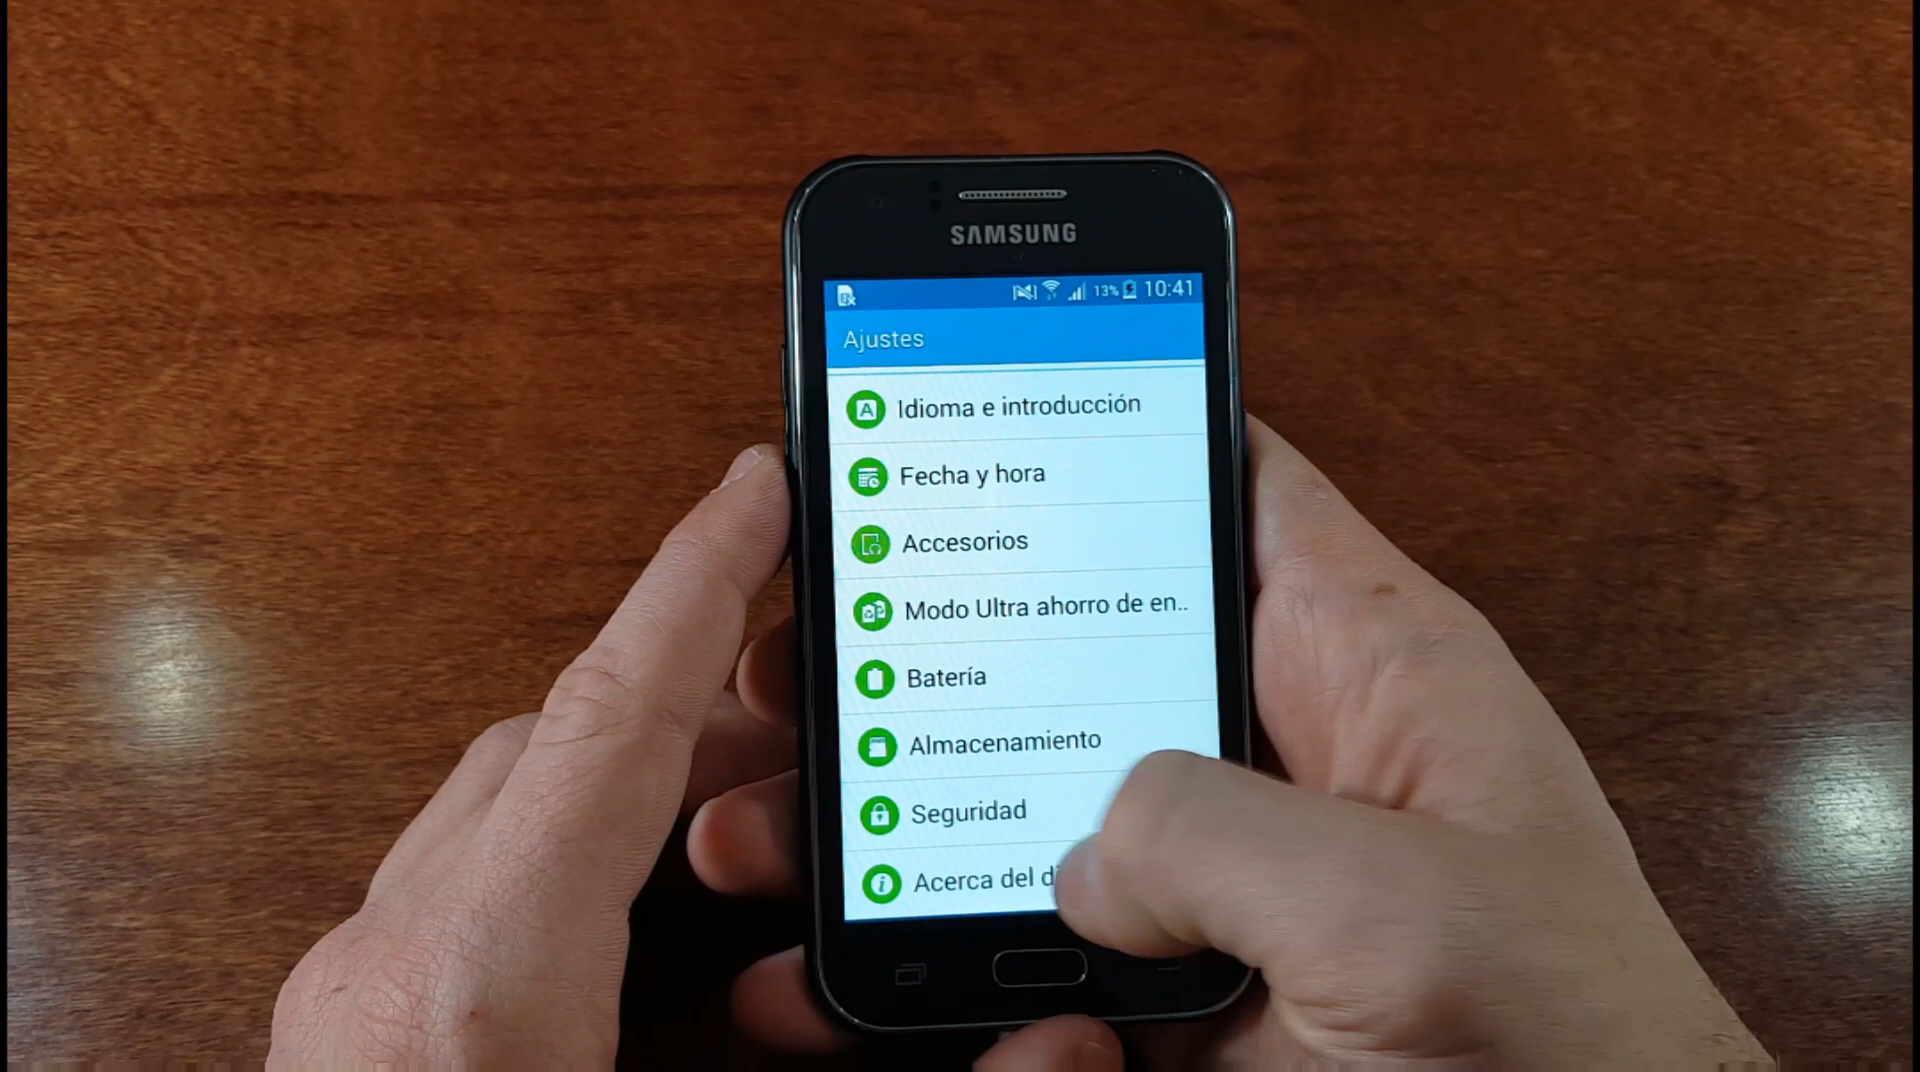 SAMSUNG
13% 10:41
Ajustes
A Idioma e introducción
Fecha y hora
Accesorios
Modo Ultra ahorro de en..
Batería
Almacenamiento
Seguridad
Acerca del di